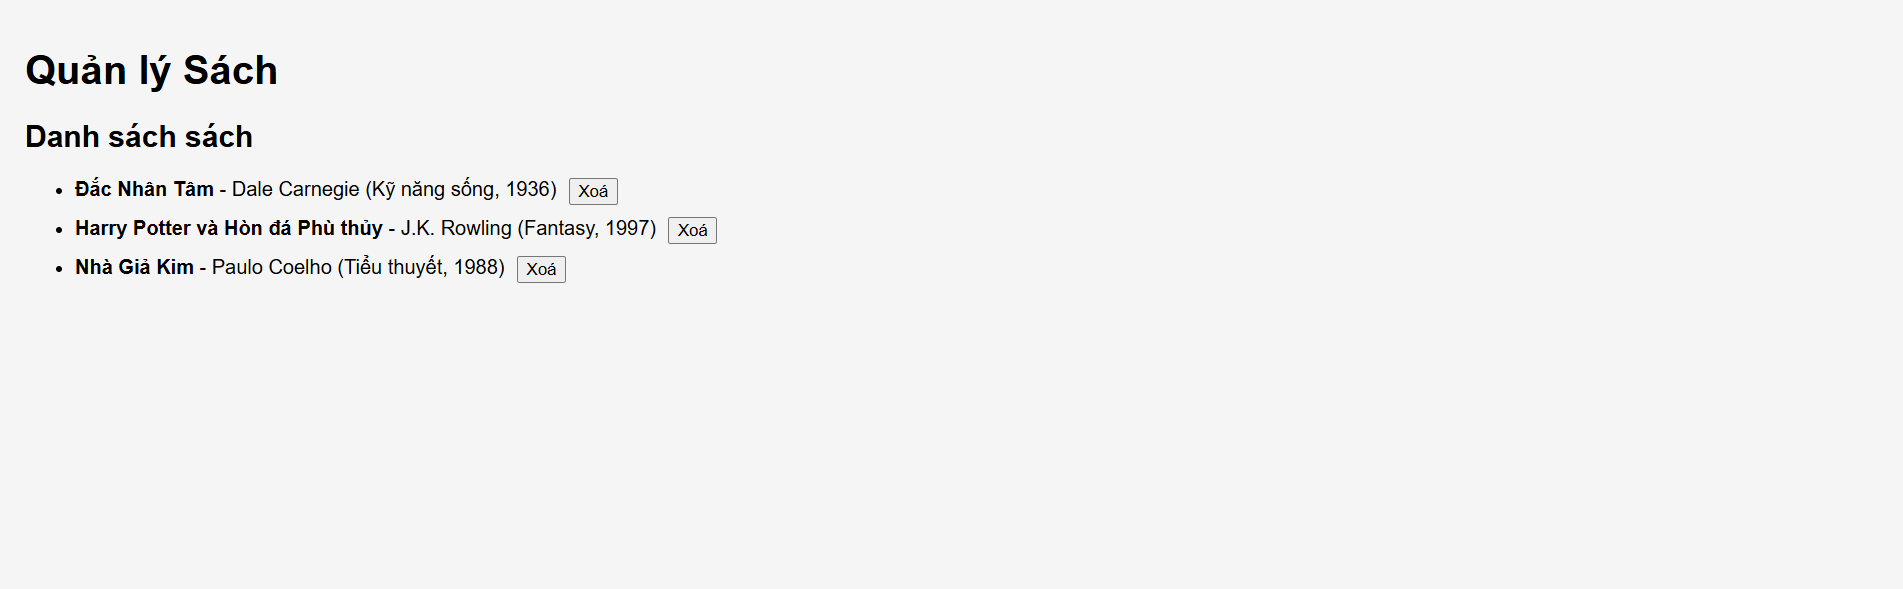 Quản lý Sách
Danh sách sách
Đắc Nhân Tâm - Dale Carnegie (Kỹ năng sống, 1936) Xoá
Harry Potter và Hòn đá Phù thủy - J.K. Rowling (Fantasy, 1997) Xoá
Nhà Giả Kim - Paulo Coelho (Tiểu thuyết, 1988) Xoá